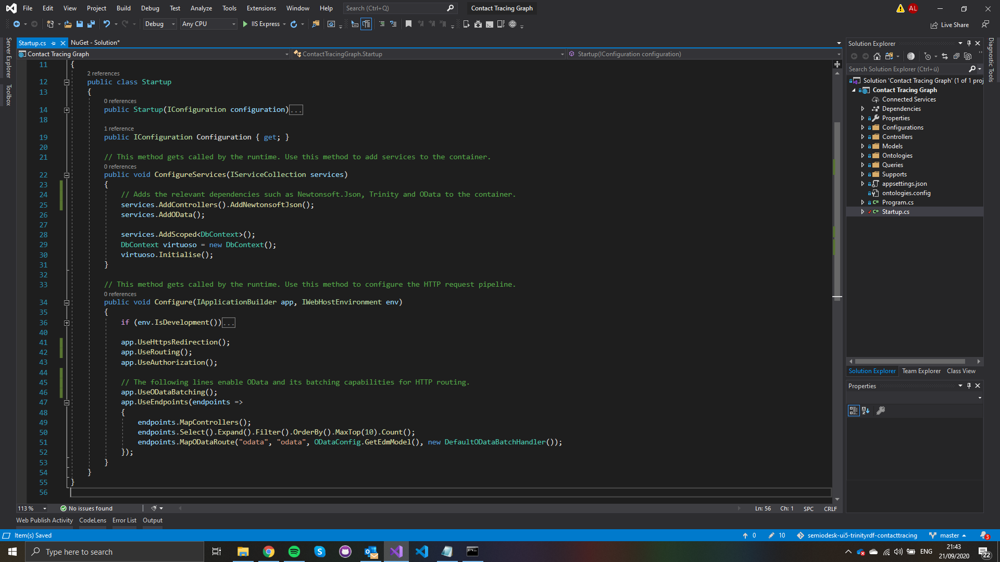 File Edit View Project Build Debug Test Analyze Tools Extensions Window Help Search (Ctrl+Q) Contact Tracing Graph AL
Debug Any CPU IIS Express Live Share
Server Explorer
Toolbox
Startup.cs NuGet - Solution*
Contact Tracing Graph ContactTracingGraph.Startup Startup(IConfiguration configuration)
11 {
2 references
12 public class Startup
13 {
0 references
14 public Startup(IConfiguration configuration)...
18
1 reference
19 public IConfiguration Configuration { get; }
20
21 // This method gets called by the runtime. Use this method to add services to the container.
0 references
22 public void ConfigureServices(IServiceCollection services)
23 {
24 // Adds the relevant dependencies such as Newtonsoft.Json, Trinity and OData to the container.
25 services.AddControllers().AddNewtonsoftJson();
26 services.AddOData();
27
28 services.AddScoped<DbContext>();
29 DbContext virtuoso = new DbContext();
30 virtuoso.Initialise();
31 }
32
33 // This method gets called by the runtime. Use this method to configure the HTTP request pipeline.
0 references
34 public void Configure(IApplicationBuilder app, IWebHostEnvironment env)
35 {
36 if (env.IsDevelopment())...
40
41 app.UseHttpsRedirection();
42 app.UseRouting();
43 app.UseAuthorization();
44
45 // The following lines enable OData and its batching capabilities for HTTP routing.
46 app.UseODataBatching();
47 app.UseEndpoints(endpoints =>
48 {
49 endpoints.MapControllers();
50 endpoints.Select().Expand().Filter().OrderBy().MaxTop(10).Count();
51 endpoints.MapODataRoute("odata", "odata", ODataConfig.GetEdmModel(), new DefaultODataBatchHandler());
52 });
53 }
54 }
55 }
56
113 % No issues found Ln: 56 Ch: 1 SPC CRLF
Web Publish Activity CodeLens Error List Output
Solution Explorer
Search Solution Explorer (Ctrl+ü)
Solution 'Contact Tracing Graph' (1 of 1 proj
Contact Tracing Graph
Connected Services
Dependencies
Properties
Configurations
Controllers
Models
Ontologies
Queries
Supports
appsettings.json
ontologies.config
C# Program.cs
C# Startup.cs
Solution Explorer Team Explorer Class View
Properties
Diagnostic Tools
Item(s) Saved 0 10 semiodesk-ui5-trinityrdf-contacttracing master 3
Type here to search ENG 21:43
21/09/2020 22